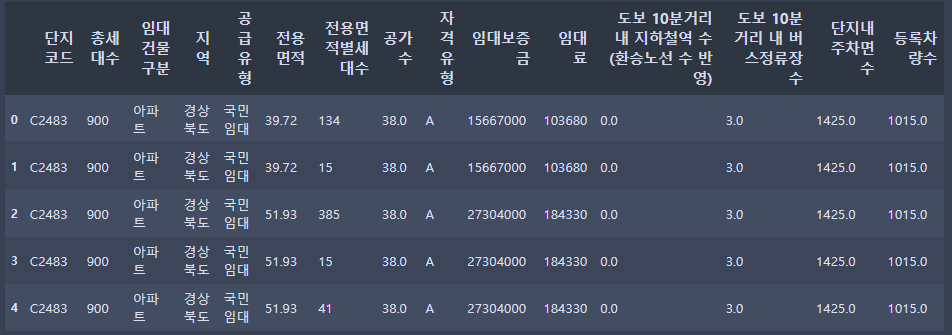 단지코드 총세대수 임대건물구분 지역 공급유형 전용면적 전용면적별세대수 공가수 자격유형 임대보증금 임대료 도보 10분거리 내 지하철역 수(환승노선 수 반영) 도보 10분거리 내 버스정류장 수 단지내주차면수 등록차량수
0 C2483 900 아파트 경상북도 국민임대 39.72 134 38.0 A 15667000 103680 0.0 3.0 1425.0 1015.0
1 C2483 900 아파트 경상북도 국민임대 39.72 15 38.0 A 15667000 103680 0.0 3.0 1425.0 1015.0
2 C2483 900 아파트 경상북도 국민임대 51.93 385 38.0 A 27304000 184330 0.0 3.0 1425.0 1015.0
3 C2483 900 아파트 경상북도 국민임대 51.93 15 38.0 A 27304000 184330 0.0 3.0 1425.0 1015.0
4 C2483 900 아파트 경상북도 국민임대 51.93 41 38.0 A 27304000 184330 0.0 3.0 1425.0 1015.0